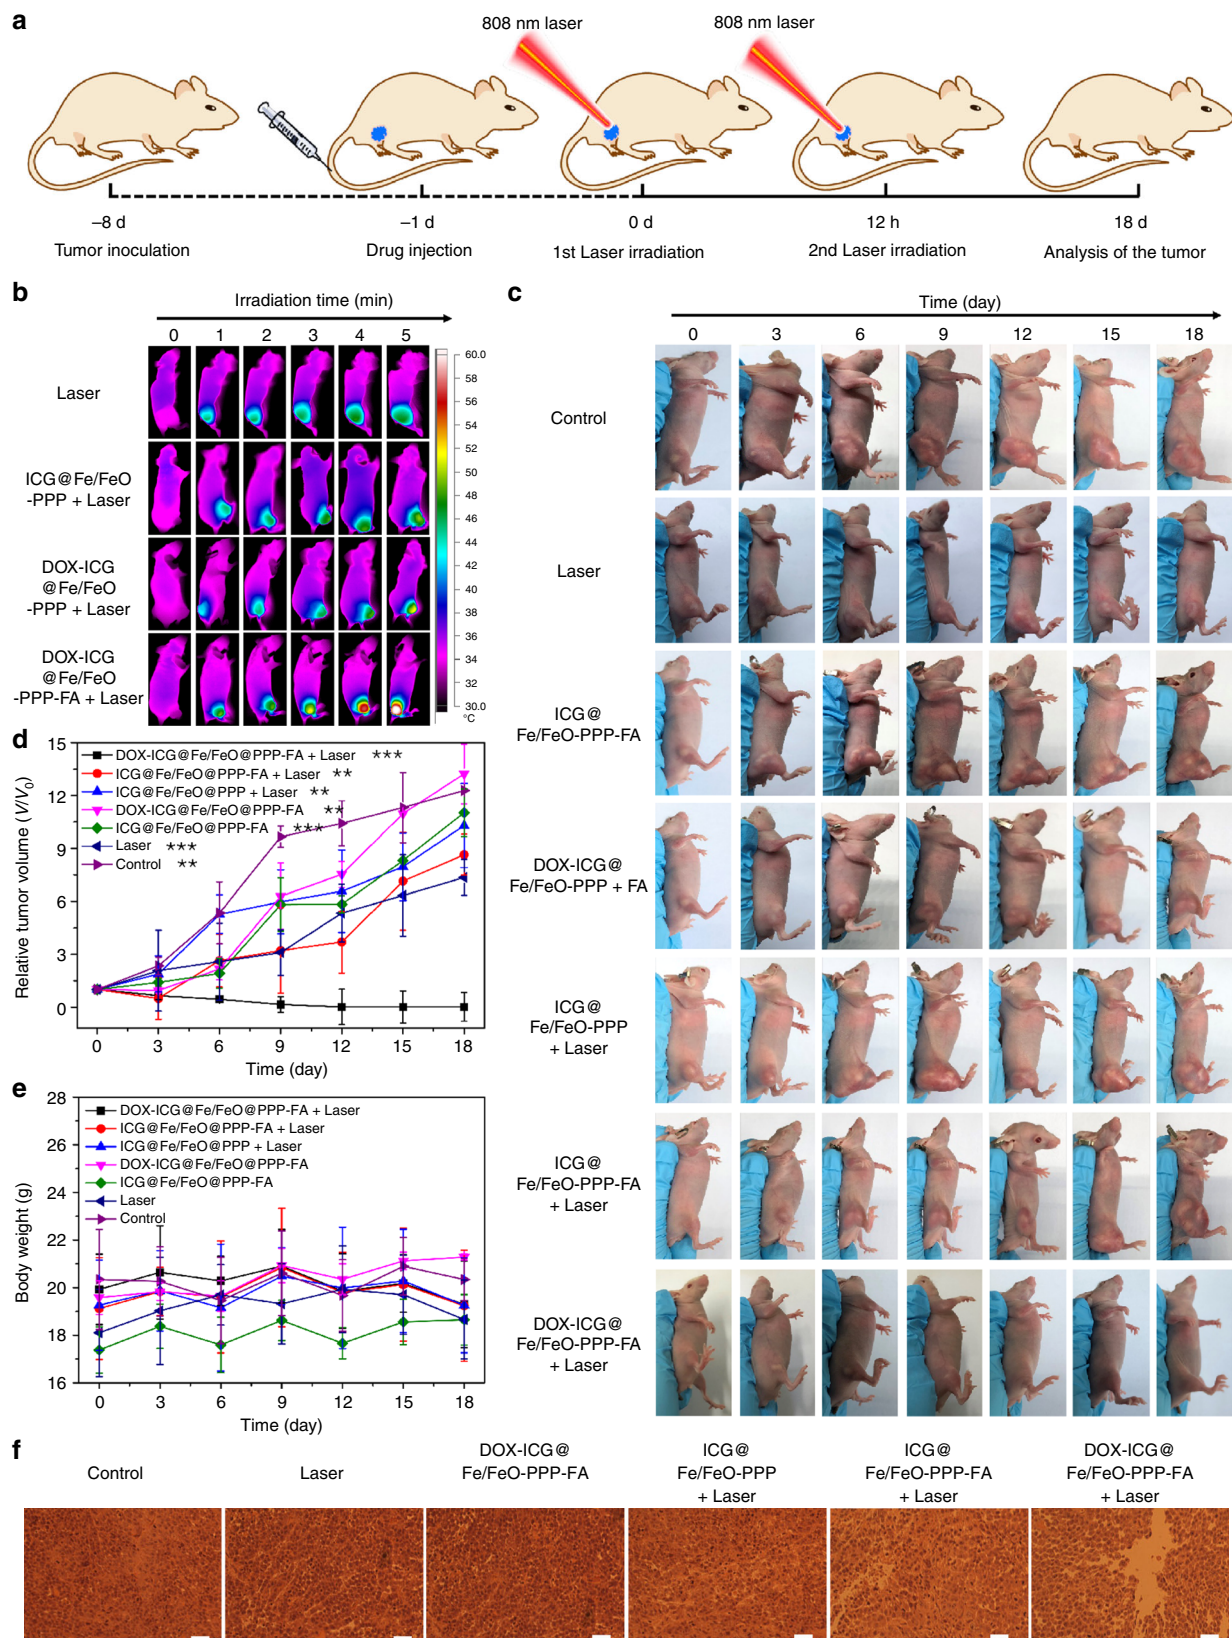 a
808 nm laser
808 nm laser
–8 d
–1 d
0 d
12 h
18 d
Tumor inoculation
Drug injection
1st Laser irradiation
2nd Laser irradiation
Analysis of the tumor
b
Irradiation time (min)
0 1 2 3 4 5
Laser
ICG@Fe/FeO
-PPP + Laser
DOX-ICG
@Fe/FeO
-PPP + Laser
DOX-ICG
@Fe/FeO
-PPP-FA + Laser
60.0
58
56
54
52
50
48
46
44
42
40
38
36
34
32
30.0
°C
c
Time (day)
0 3 6 9 12 15 18
Control
Laser
ICG@
Fe/FeO-PPP-FA
DOX-ICG@
Fe/FeO-PPP + FA
ICG@
Fe/FeO-PPP
+ Laser
ICG@
Fe/FeO-PPP-FA
+ Laser
DOX-ICG@
Fe/FeO-PPP-FA
+ Laser
d
Relative tumor volume (V/V0)
15
12
9
6
3
0
DOX-ICG@Fe/FeO@PPP-FA + Laser ***
ICG@Fe/FeO@PPP-FA + Laser **
ICG@Fe/FeO@PPP + Laser **
DOX-ICG@Fe/FeO@PPP-FA **
ICG@Fe/FeO@PPP-FA ***
Laser ***
Control **
0 3 6 9 12 15 18
Time (day)
e
Body weight (g)
28
26
24
22
20
18
16
DOX-ICG@Fe/FeO@PPP-FA + Laser
ICG@Fe/FeO@PPP-FA + Laser
ICG@Fe/FeO@PPP + Laser
DOX-ICG@Fe/FeO@PPP-FA
ICG@Fe/FeO@PPP-FA
Laser
Control
0 3 6 9 12 15 18
Time (day)
f
Control
Laser
DOX-ICG@
Fe/FeO-PPP-FA
ICG@
Fe/FeO-PPP
+ Laser
ICG@
Fe/FeO-PPP-FA
+ Laser
DOX-ICG@
Fe/FeO-PPP-FA
+ Laser